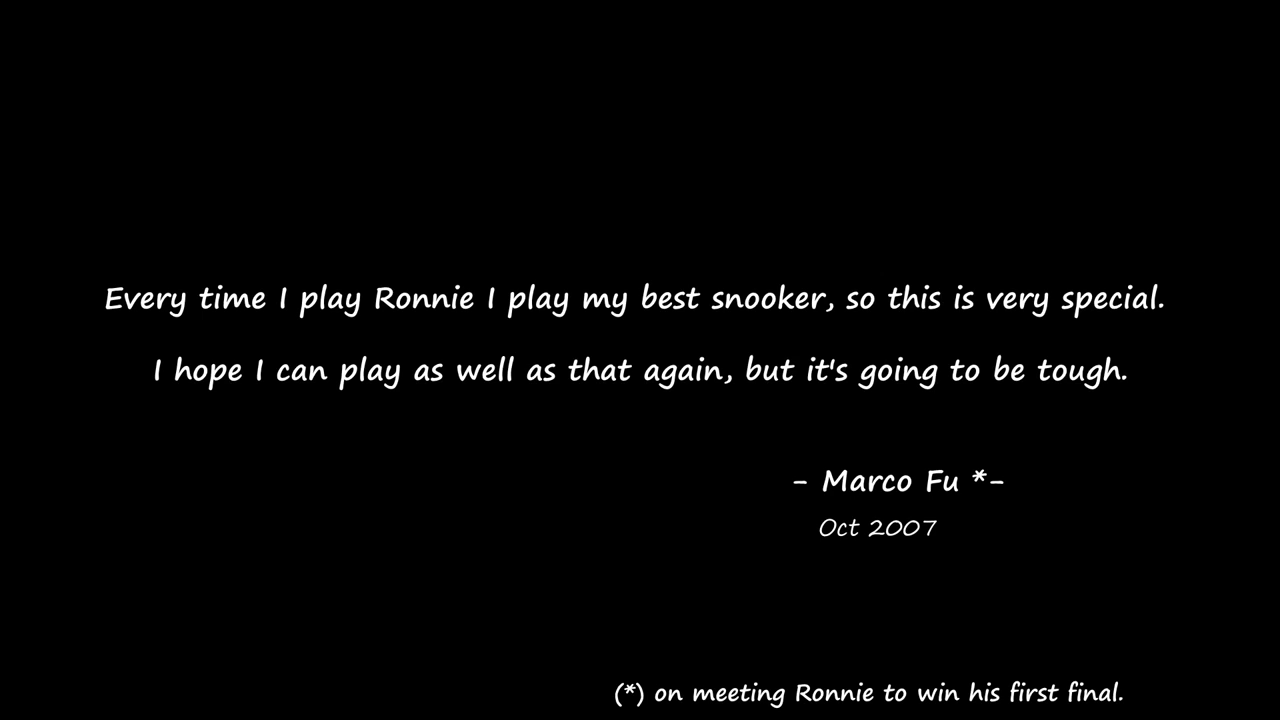 Every time I play Ronnie I play my best snooker, so this is very special.
I hope I can play as well as that again, but it's going to be tough.
- Marco Fu *-
Oct 2007
(*) on meeting Ronnie to win his first final.